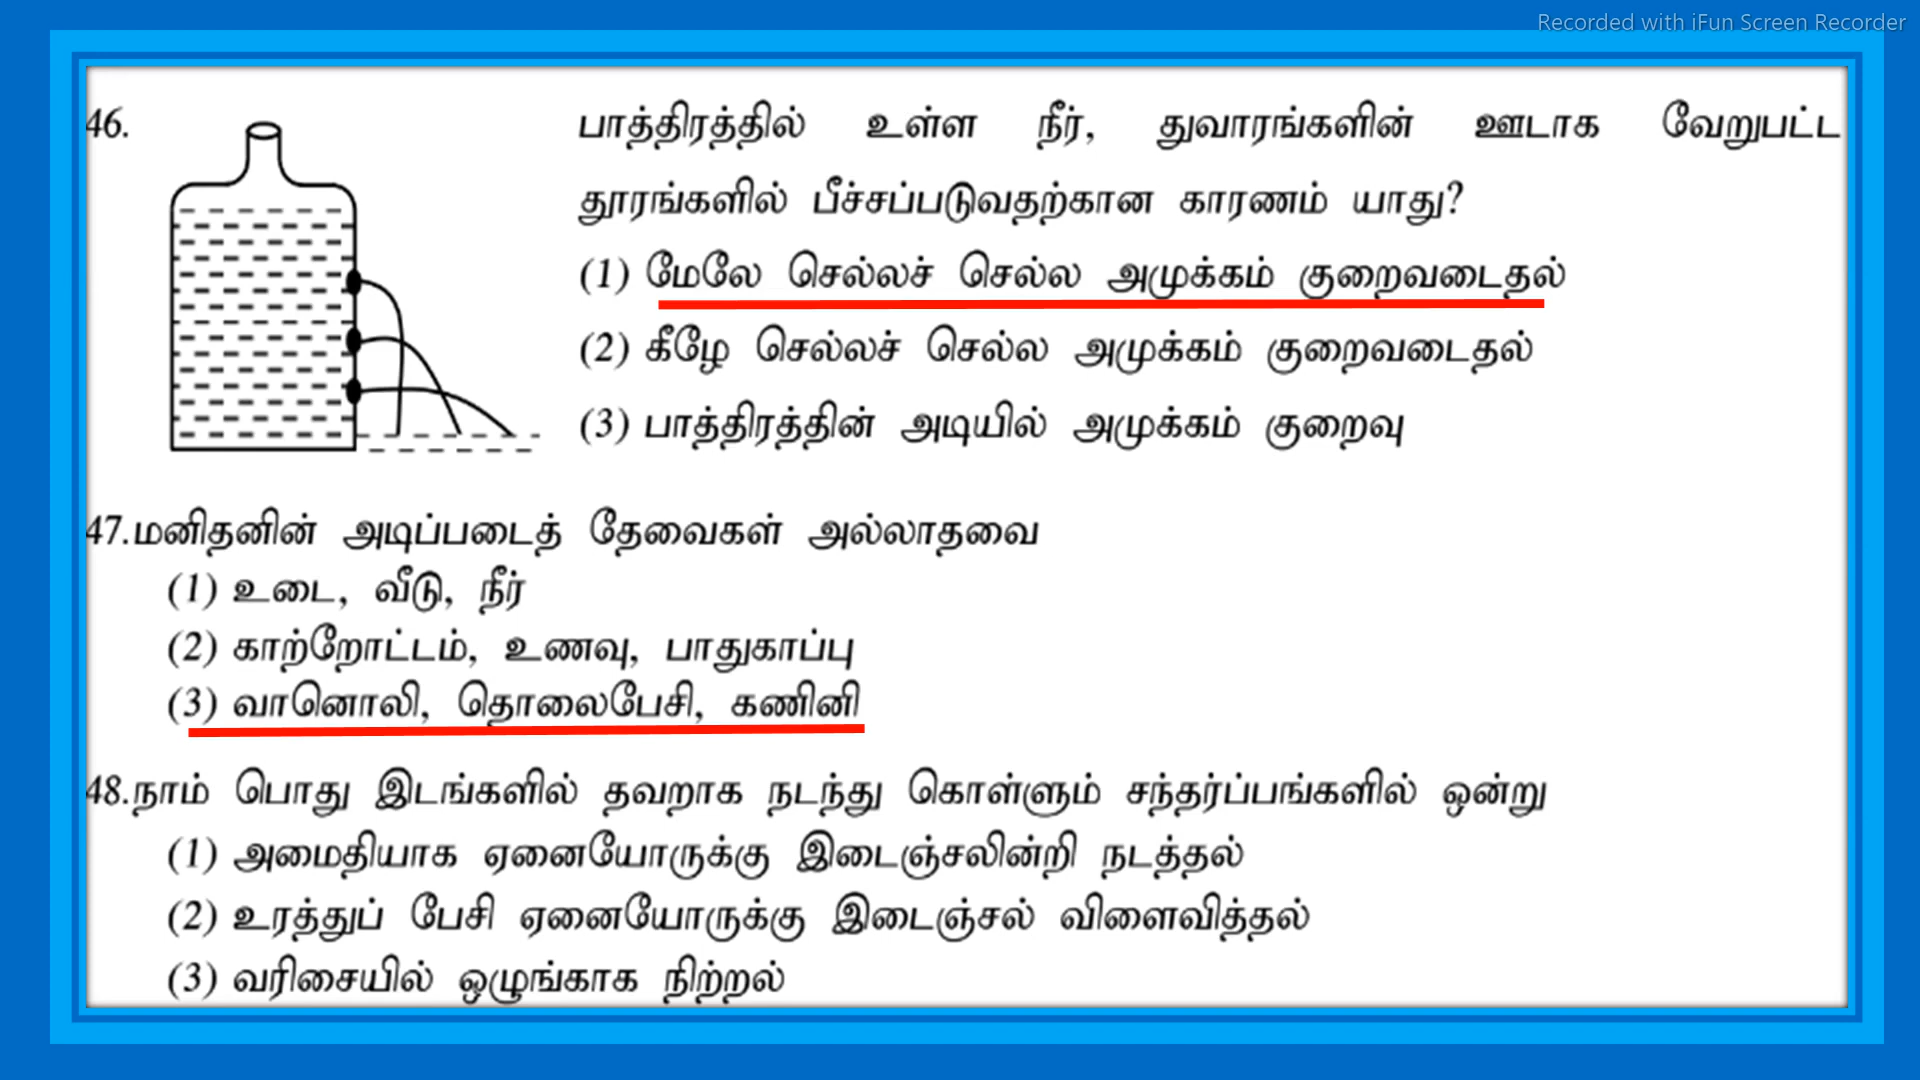 Recorded with iFun Screen Recorder
46. பாத்திரத்தில் உள்ள நீர், துவாரங்களின் ஊடாக வேறுபட்ட
தூரங்களில் பீச்சப்படுவதற்கான காரணம் யாது?
(1) மேலே செல்லச் செல்ல அமுக்கம் குறைவடைதல்
(2) கீழே செல்லச் செல்ல அமுக்கம் குறைவடைதல்
(3) பாத்திரத்தின் அடியில் அமுக்கம் குறைவு
47.மனிதனின் அடிப்படைத் தேவைகள் அல்லாதவை
(1) உடை, வீடு, நீர்
(2) காற்றோட்டம், உணவு, பாதுகாப்பு
(3) வானொலி, தொலைபேசி, கணினி
48.நாம் பொது இடங்களில் தவறாக நடந்து கொள்ளும் சந்தர்ப்பங்களில் ஒன்று
(1) அமைதியாக ஏனையோருக்கு இடைஞ்சலின்றி நடத்தல்
(2) உரத்துப் பேசி ஏனையோருக்கு இடைஞ்சல் விளைவித்தல்
(3) வரிசையில் ஒழுங்காக நிற்றல்